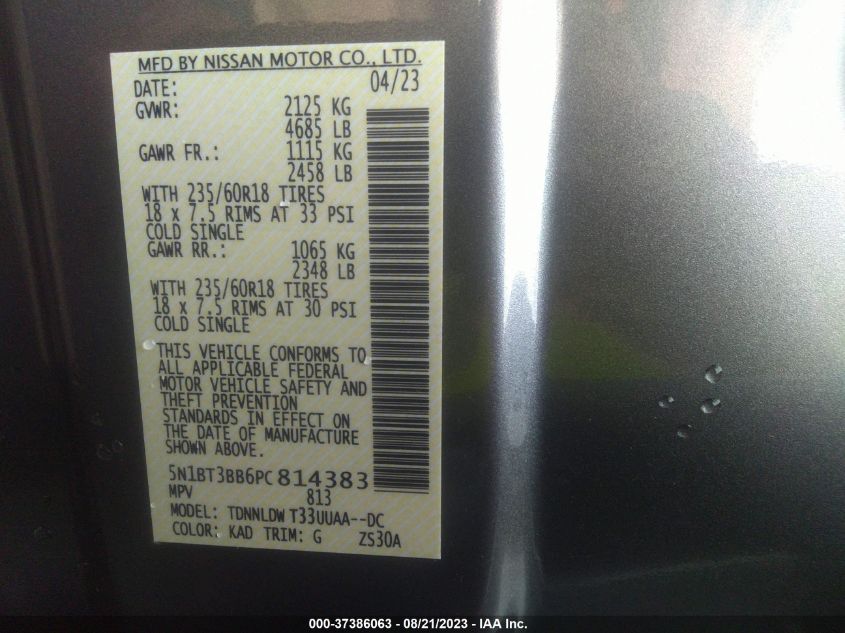 MFD BY NISSAN MOTOR CO., LTD.
DATE: 04/23
GVWR: 2125 KG
4685 LB
GAWR FR.: 1115 KG
2458 LB
WITH 235/60R18 TIRES
18 x 7.5 RIMS AT 33 PSI
COLD SINGLE
GAWR RR.: 1065 KG
2348 LB
WITH 235/60R18 TIRES
18 x 7.5 RIMS AT 30 PSI
COLD SINGLE
THIS VEHICLE CONFORMS TO
ALL APPLICABLE FEDERAL
MOTOR VEHICLE SAFETY AND
THEFT PREVENTION
STANDARDS IN EFFECT ON
THE DATE OF MANUFACTURE
SHOWN ABOVE.
5N1BT3BB6PC814383
MPV 813
MODEL: TDNNLDW T33UUAA--DC
COLOR: KAD TRIM: G ZS30A
000-37386063 - 08/21/2023 - IAA Inc.